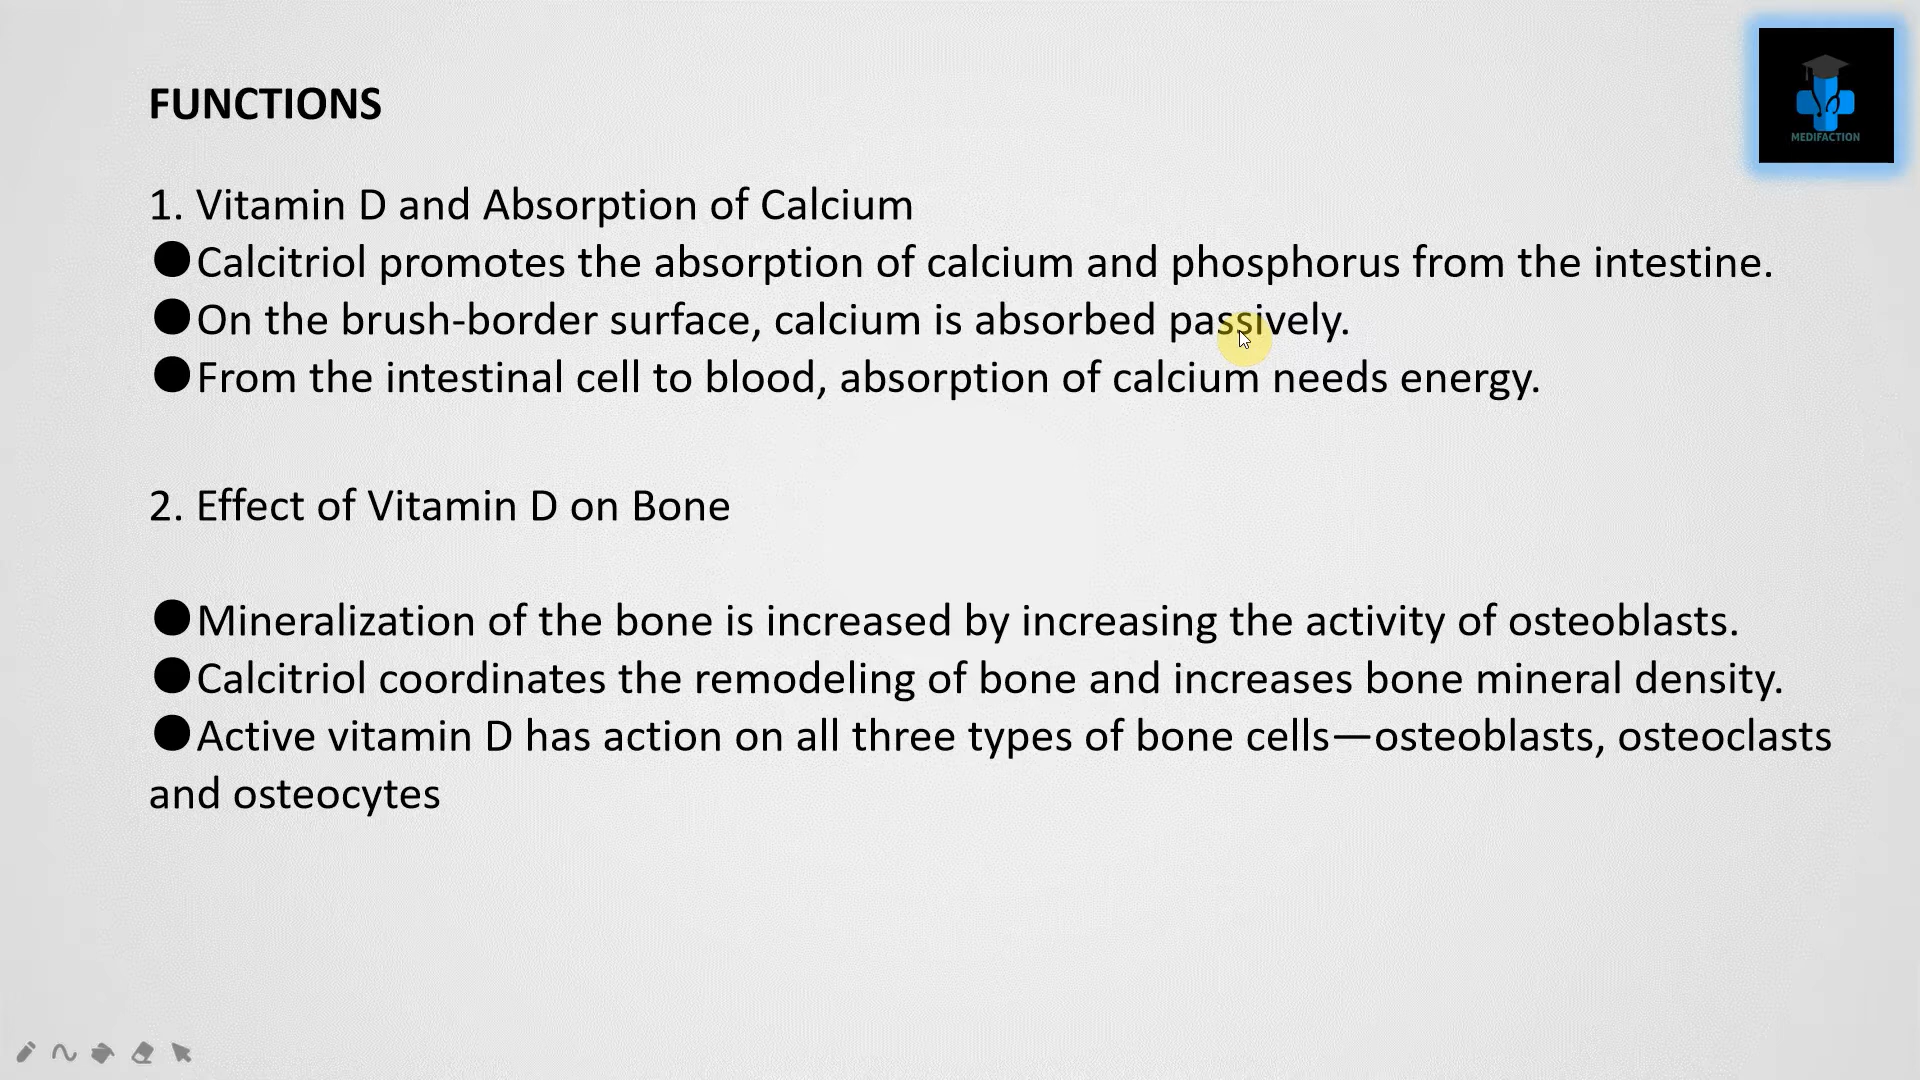 FUNCTIONS
MEDIFACTION
1. Vitamin D and Absorption of Calcium
●Calcitriol promotes the absorption of calcium and phosphorus from the intestine.
●On the brush-border surface, calcium is absorbed passively.
●From the intestinal cell to blood, absorption of calcium needs energy.
2. Effect of Vitamin D on Bone
●Mineralization of the bone is increased by increasing the activity of osteoblasts.
●Calcitriol coordinates the remodeling of bone and increases bone mineral density.
●Active vitamin D has action on all three types of bone cells—osteoblasts, osteoclasts
and osteocytes